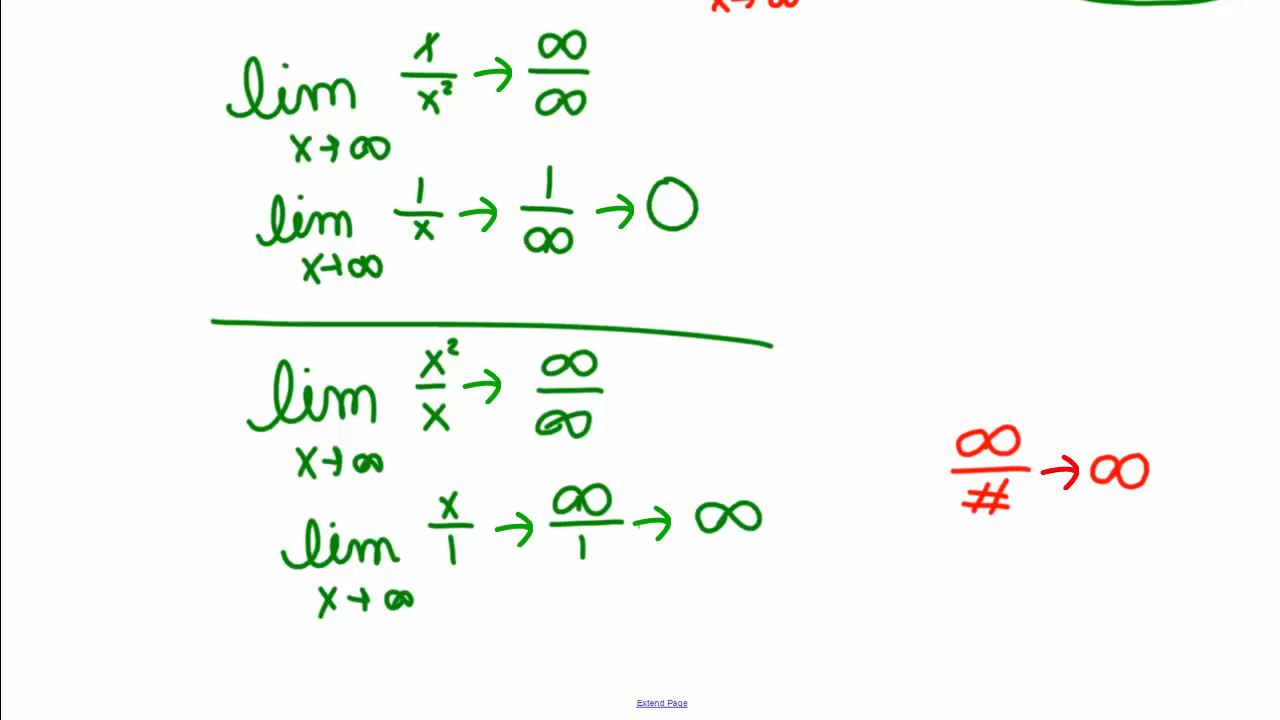 x→∞
lim x/x² → ∞/∞
x→∞
lim 1/x → 1/∞ → 0
x→∞
lim x²/x → ∞/∞
x→∞
∞/# → ∞
lim x/1 → ∞/1 → ∞
x→∞
Extend Page